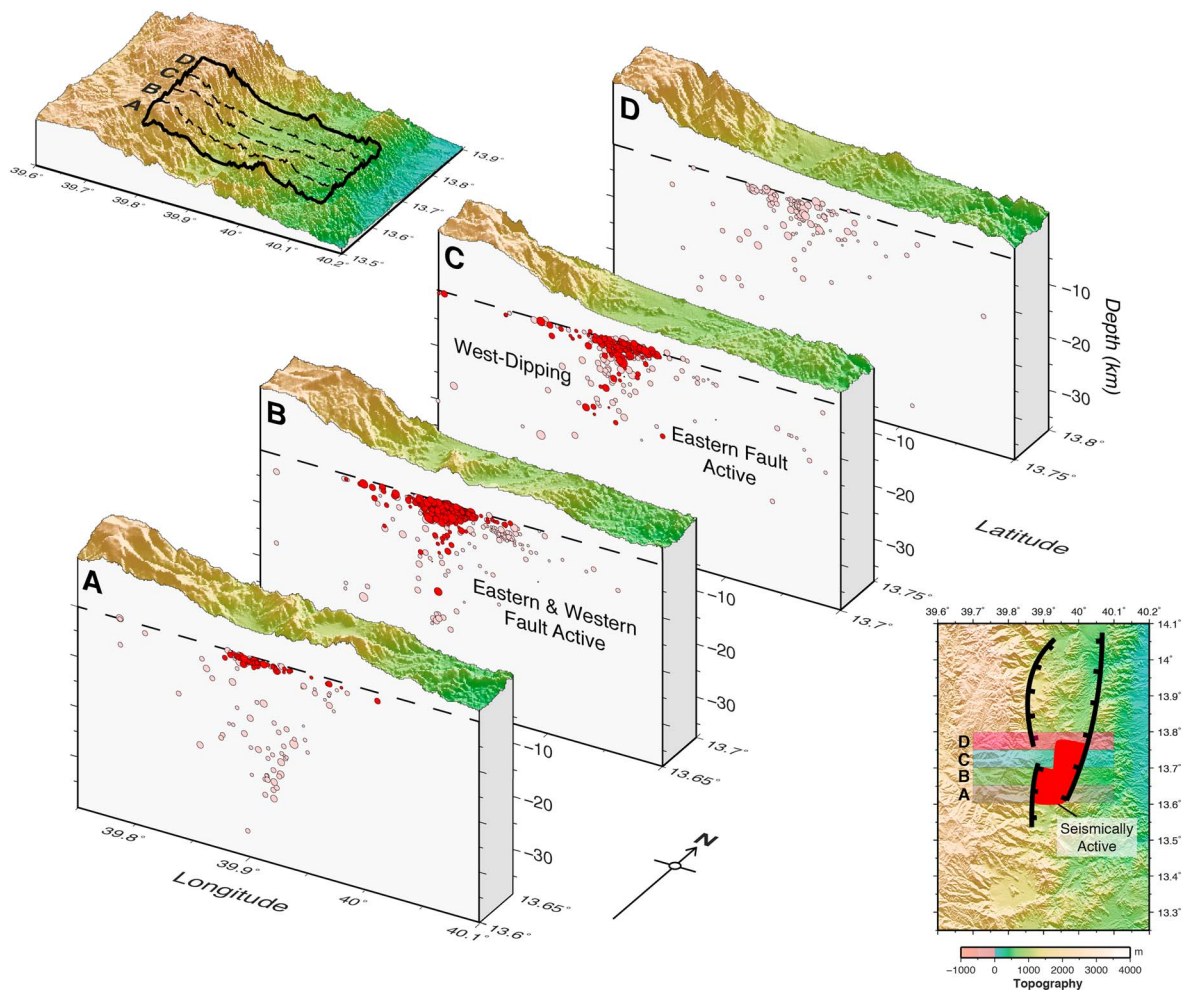 D
C
B
A
39.6°
39.7°
39.8°
39.9°
40°
40.1°
40.2°
13.5°
13.6°
13.7°
13.8°
13.9°
D
−10
−20
−30
Depth (km)
13.8°
13.75°
C
West-Dipping
Eastern Fault
Active
−10
−20
−30
13.75°
13.7°
Latitude
B
Eastern & Western
Fault Active
−10
−20
−30
13.7°
13.65°
A
−10
−20
−30
13.65°
13.6°
39.8°
39.9°
40°
40.1°
Longitude
N
39.6° 39.7° 39.8° 39.9° 40° 40.1° 40.2°
14.1°
14°
13.9°
13.8°
13.7°
13.6°
13.5°
13.4°
13.3°
D
C
B
A
Seismically
Active
m
−1000 0 1000 2000 3000 4000
Topography